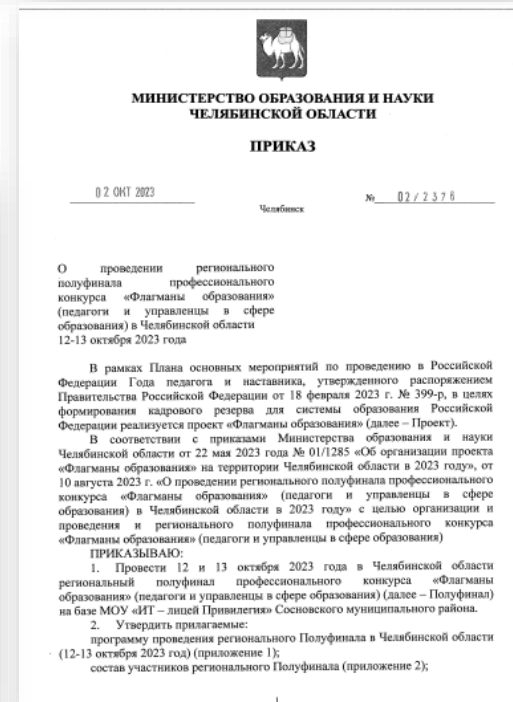 МИНИСТЕРСТВО ОБРАЗОВАНИЯ И НАУКИ
ЧЕЛЯБИНСКОЙ ОБЛАСТИ
ПРИКАЗ
02 ОКТ 2023
№ 02/2376
Челябинск
О проведении регионального
полуфинала профессионального
конкурса «Флагманы образования»
(педагоги и управленцы в сфере
образования) в Челябинской области
12-13 октября 2023 года
В рамках Плана основных мероприятий по проведению в Российской
Федерации Года педагога и наставника, утвержденного распоряжением
Правительства Российской Федерации от 18 февраля 2023 г. № 399-р, в целях
формирования кадрового резерва для системы образования Российской
Федерации реализуется проект «Флагманы образования» (далее – Проект).
В соответствии с приказами Министерства образования и науки
Челябинской области от 22 мая 2023 года № 01/1285 «Об организации проекта
«Флагманы образования» на территории Челябинской области в 2023 году», от
10 августа 2023 г. «О проведении регионального полуфинала профессионального
конкурса «Флагманы образования» (педагоги и управленцы в сфере
образования) в Челябинской области в 2023 году» с целью организации и
проведения и регионального полуфинала профессионального конкурса
«Флагманы образования» (педагоги и управленцы в сфере образования)
ПРИКАЗЫВАЮ:
1. Провести 12 и 13 октября 2023 года в Челябинской области
региональный полуфинал профессионального конкурса «Флагманы
образования» (педагоги и управленцы в сфере образования) (далее – Полуфинал)
на базе МОУ «ИТ – лицей Привилегия» Сосновского муниципального района.
2. Утвердить прилагаемые:
программу проведения регионального Полуфинала в Челябинской области
(12-13 октября 2023 год) (приложение 1);
состав участников регионального Полуфинала (приложение 2);